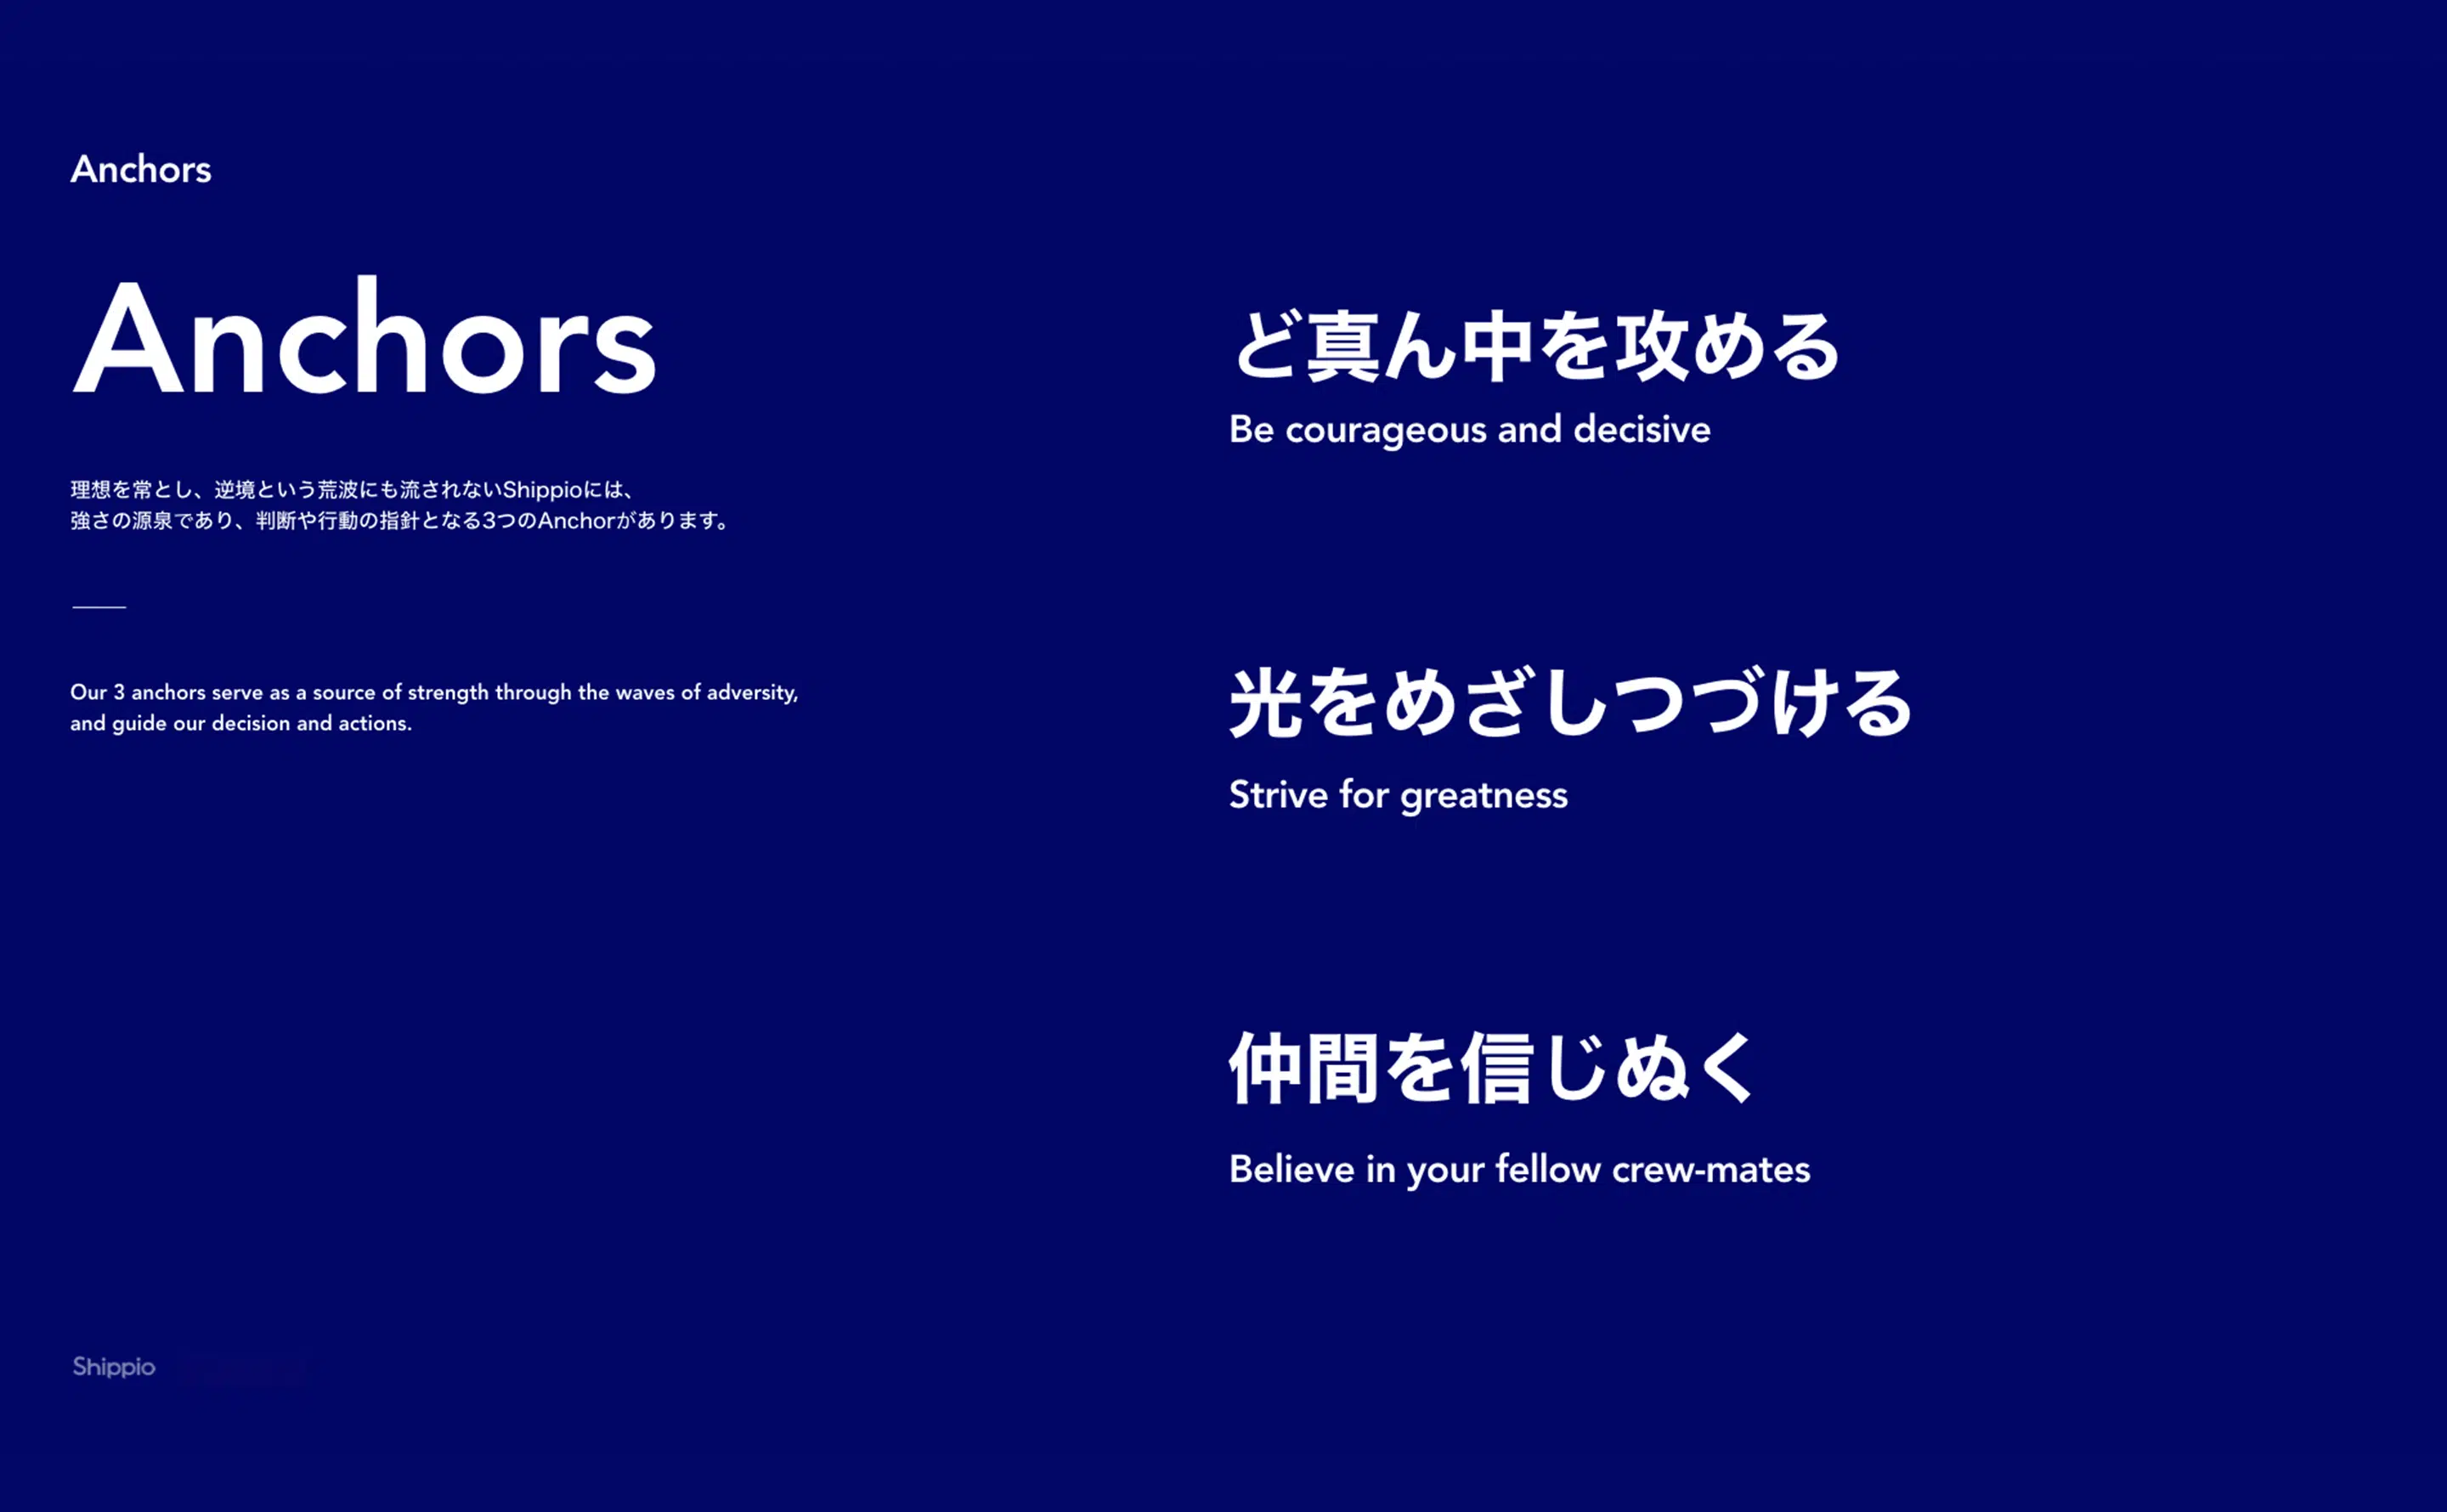 Anchors
Anchors
理想を常とし、逆境という荒波にも流されないShippioには、
強さの源泉であり、判断や行動の指針となる3つのAnchorがあります。
Our 3 anchors serve as a source of strength through the waves of adversity,
and guide our decision and actions.
ど真ん中を攻める
Be courageous and decisive
光をめざしつづける
Strive for greatness
仲間を信じぬく
Believe in your fellow crew-mates
Shippio